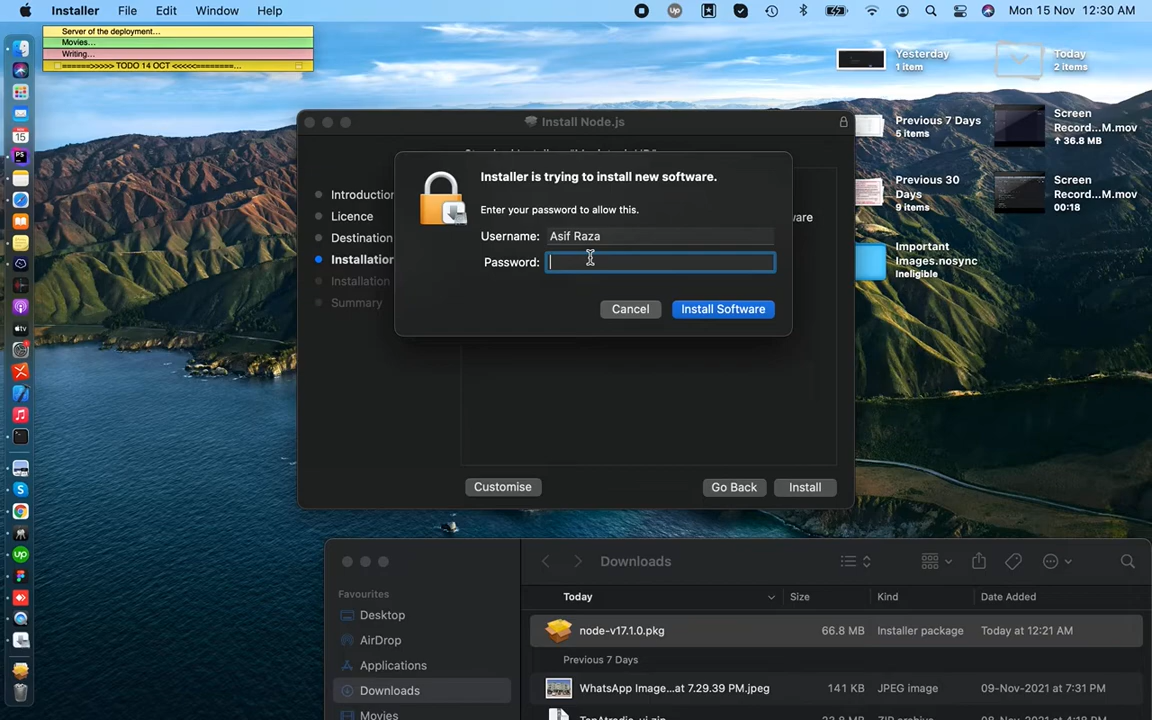 Installer File Edit Window Help
Mon 15 Nov 12:30 AM
Server of the deployment...
Movies...
Writing...
======>>>>> TODO 14 OCT <<<<<========...
Yesterday
1 item
Today
2 items
Previous 7 Days
5 items
Screen
Record...M.mov
↑ 36.8 MB
Previous 30
Days
9 items
Screen
Record...M.mov
00:18
Important
Images.nosync
Ineligible
Install Node.js
Introduction
Licence
Destination
Installation
Installation
Summary
ware
Installer is trying to install new software.
Enter your password to allow this.
Username: Asif Raza
Password:
Cancel
Install Software
Customise
Go Back
Install
15
PS
tv
S
up
Downloads
Favourites
Desktop
AirDrop
Applications
Downloads
Movies
Today
Size
Kind
Date Added
node-v17.1.0.pkg 66.8 MB Installer package Today at 12:21 AM
Previous 7 Days
WhatsApp Image...at 7.29.39 PM.jpeg 141 KB JPEG image 09-Nov-2021 at 7:31 PM